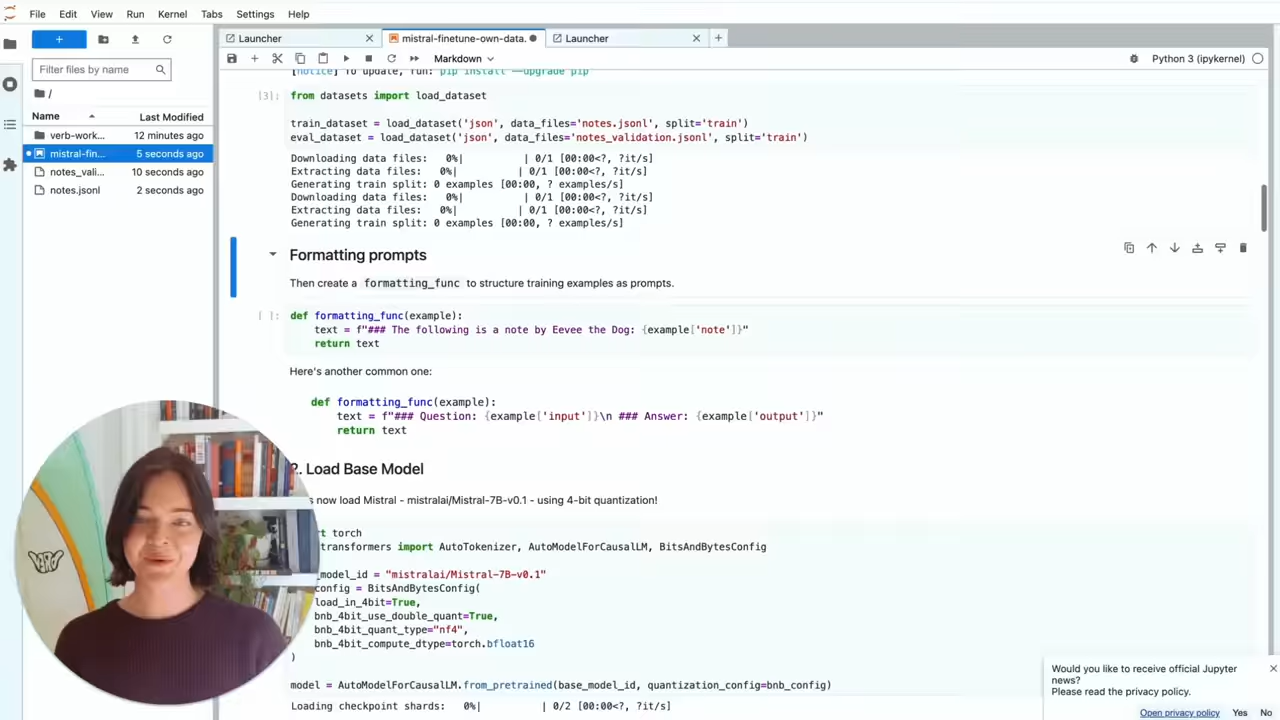 File Edit View Run Kernel Tabs Settings Help
+
Filter files by name
/
Name Last Modified
verb-work... 12 minutes ago
mistral-fin... 5 seconds ago
notes_vali... 10 seconds ago
notes.jsonl 2 seconds ago
Launcher mistral-finetune-own-data. Launcher +
Markdown Python 3 (ipykernel)
[notice] To update, run: pip install --upgrade pip
[3]: from datasets import load_dataset
train_dataset = load_dataset('json', data_files='notes.jsonl', split='train')
eval_dataset = load_dataset('json', data_files='notes_validation.jsonl', split='train')
Downloading data files: 0%| | 0/1 [00:00<?, ?it/s]
Extracting data files: 0%| | 0/1 [00:00<?, ?it/s]
Generating train split: 0 examples [00:00, ? examples/s]
Downloading data files: 0%| | 0/1 [00:00<?, ?it/s]
Extracting data files: 0%| | 0/1 [00:00<?, ?it/s]
Generating train split: 0 examples [00:00, ? examples/s]
Formatting prompts
Then create a formatting_func to structure training examples as prompts.
[ ]: def formatting_func(example):
text = f"### The following is a note by Eevee the Dog: {example['note']}"
return text
Here's another common one:
def formatting_func(example):
text = f"### Question: {example['input']}\n ### Answer: {example['output']}"
return text
2. Load Base Model
now load Mistral - mistralai/Mistral-7B-v0.1 - using 4-bit quantization!
torch
transformers import AutoTokenizer, AutoModelForCausalLM, BitsAndBytesConfig
_model_id = "mistralai/Mistral-7B-v0.1"
config = BitsAndBytesConfig(
load_in_4bit=True,
bnb_4bit_use_double_quant=True,
bnb_4bit_quant_type="nf4",
bnb_4bit_compute_dtype=torch.bfloat16
)
model = AutoModelForCausalLM.from_pretrained(base_model_id, quantization_config=bnb_config)
Loading checkpoint shards: 0%| | 0/2 [00:00<?, ?it/s]
Would you like to receive official Jupyter
news?
Please read the privacy policy.
Open privacy policy Yes No